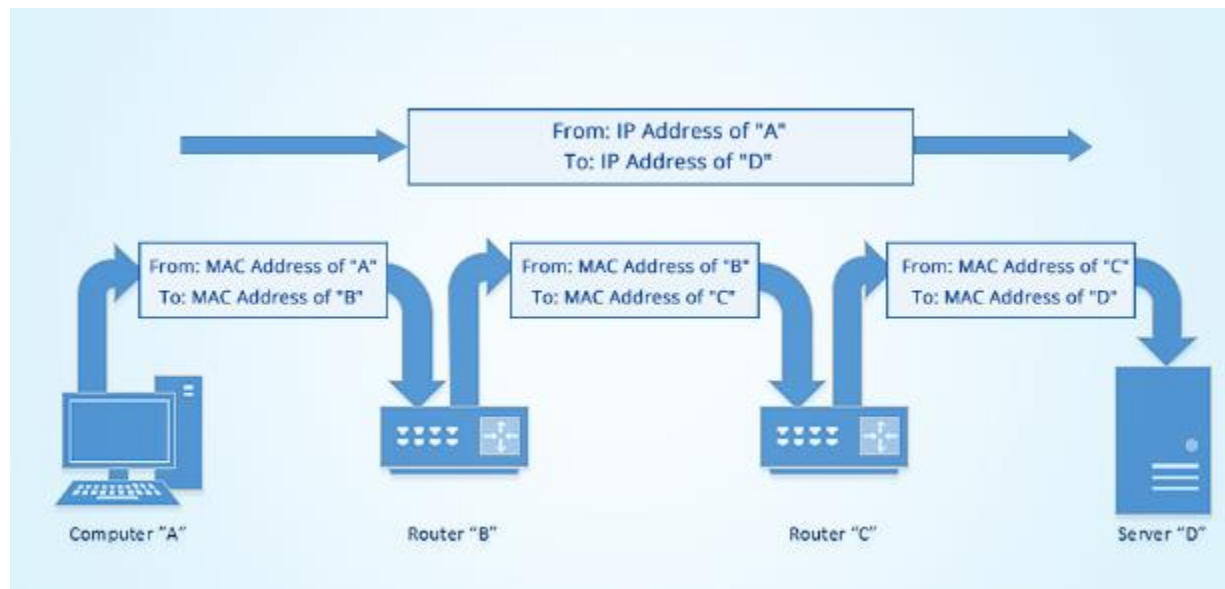 From: IP Address of "A"
To: IP Address of "D"
From: MAC Address of "A"
To: MAC Address of "B"
From: MAC Address of "B"
To: MAC Address of "C"
From: MAC Address of "C"
To: MAC Address of "D"
Computer “A”
Router “B”
Router “C”
Server “D”